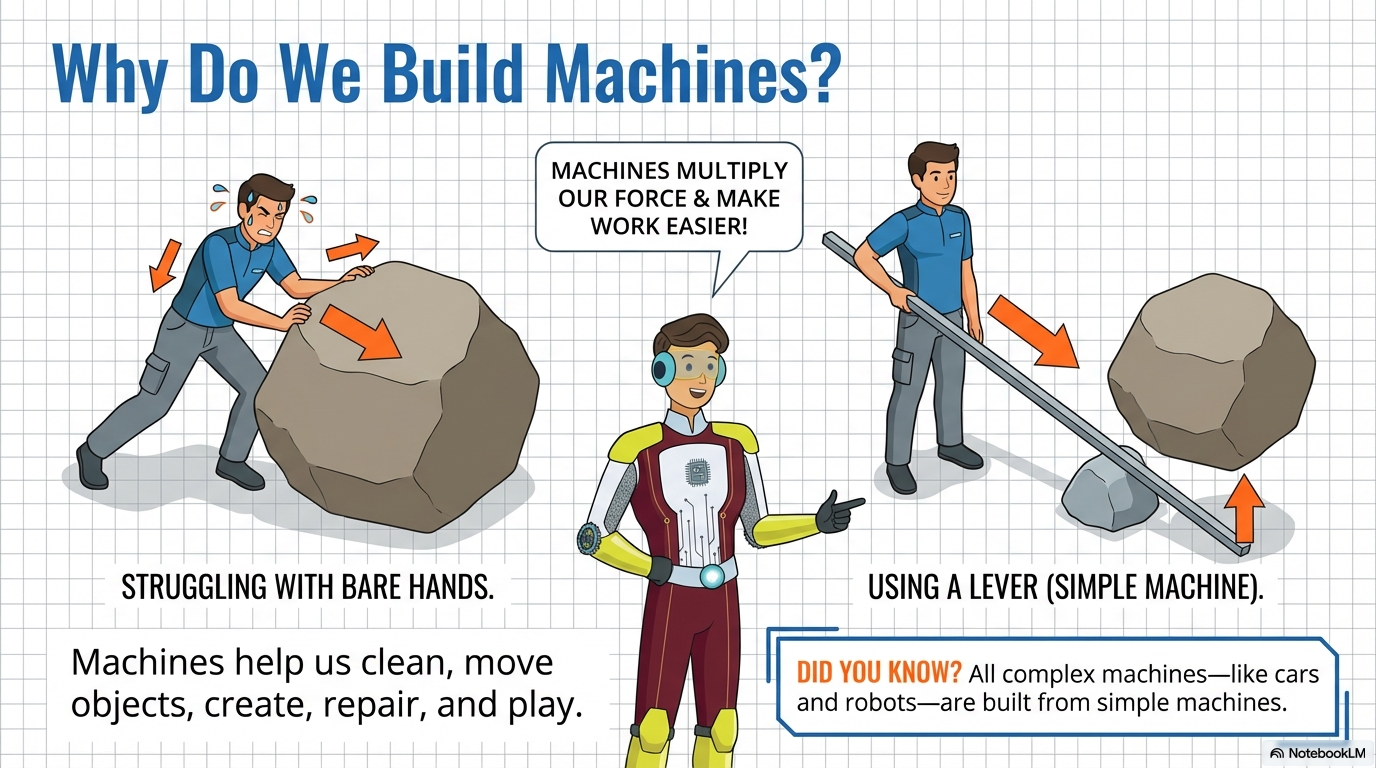 Why Do We Build Machines?
MACHINES MULTIPLY
OUR FORCE & MAKE
WORK EASIER!
STRUGGLING WITH BARE HANDS.
USING A LEVER (SIMPLE MACHINE).
Machines help us clean, move
objects, create, repair, and play.
DID YOU KNOW? All complex machines—like cars
and robots—are built from simple machines.
NotebookLM